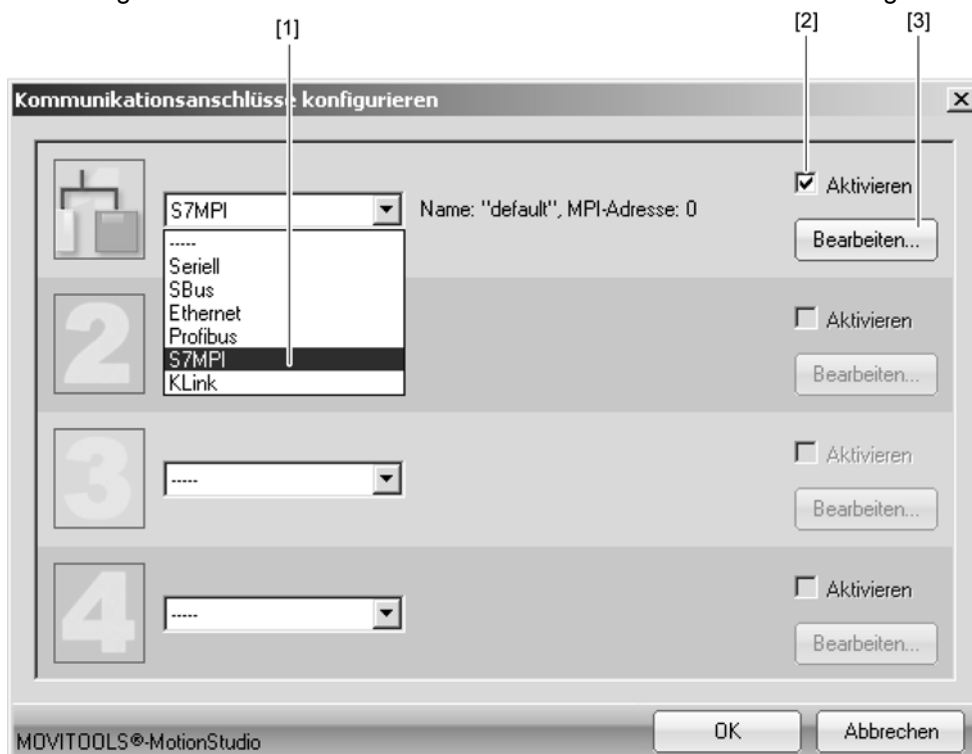 [1] [2] [3]
Kommunikationsanschlüsse konfigurieren
Aktivieren
S7MPI Name: "default", MPI-Adresse: 0
Bearbeiten...
-----
Seriell
SBus
Ethernet
Profibus
S7MPI
KLink
2
Aktivieren
Bearbeiten...
3
-----
Aktivieren
Bearbeiten...
4
-----
Aktivieren
Bearbeiten...
MOVITOOLS®-MotionStudio
OK
Abbrechen